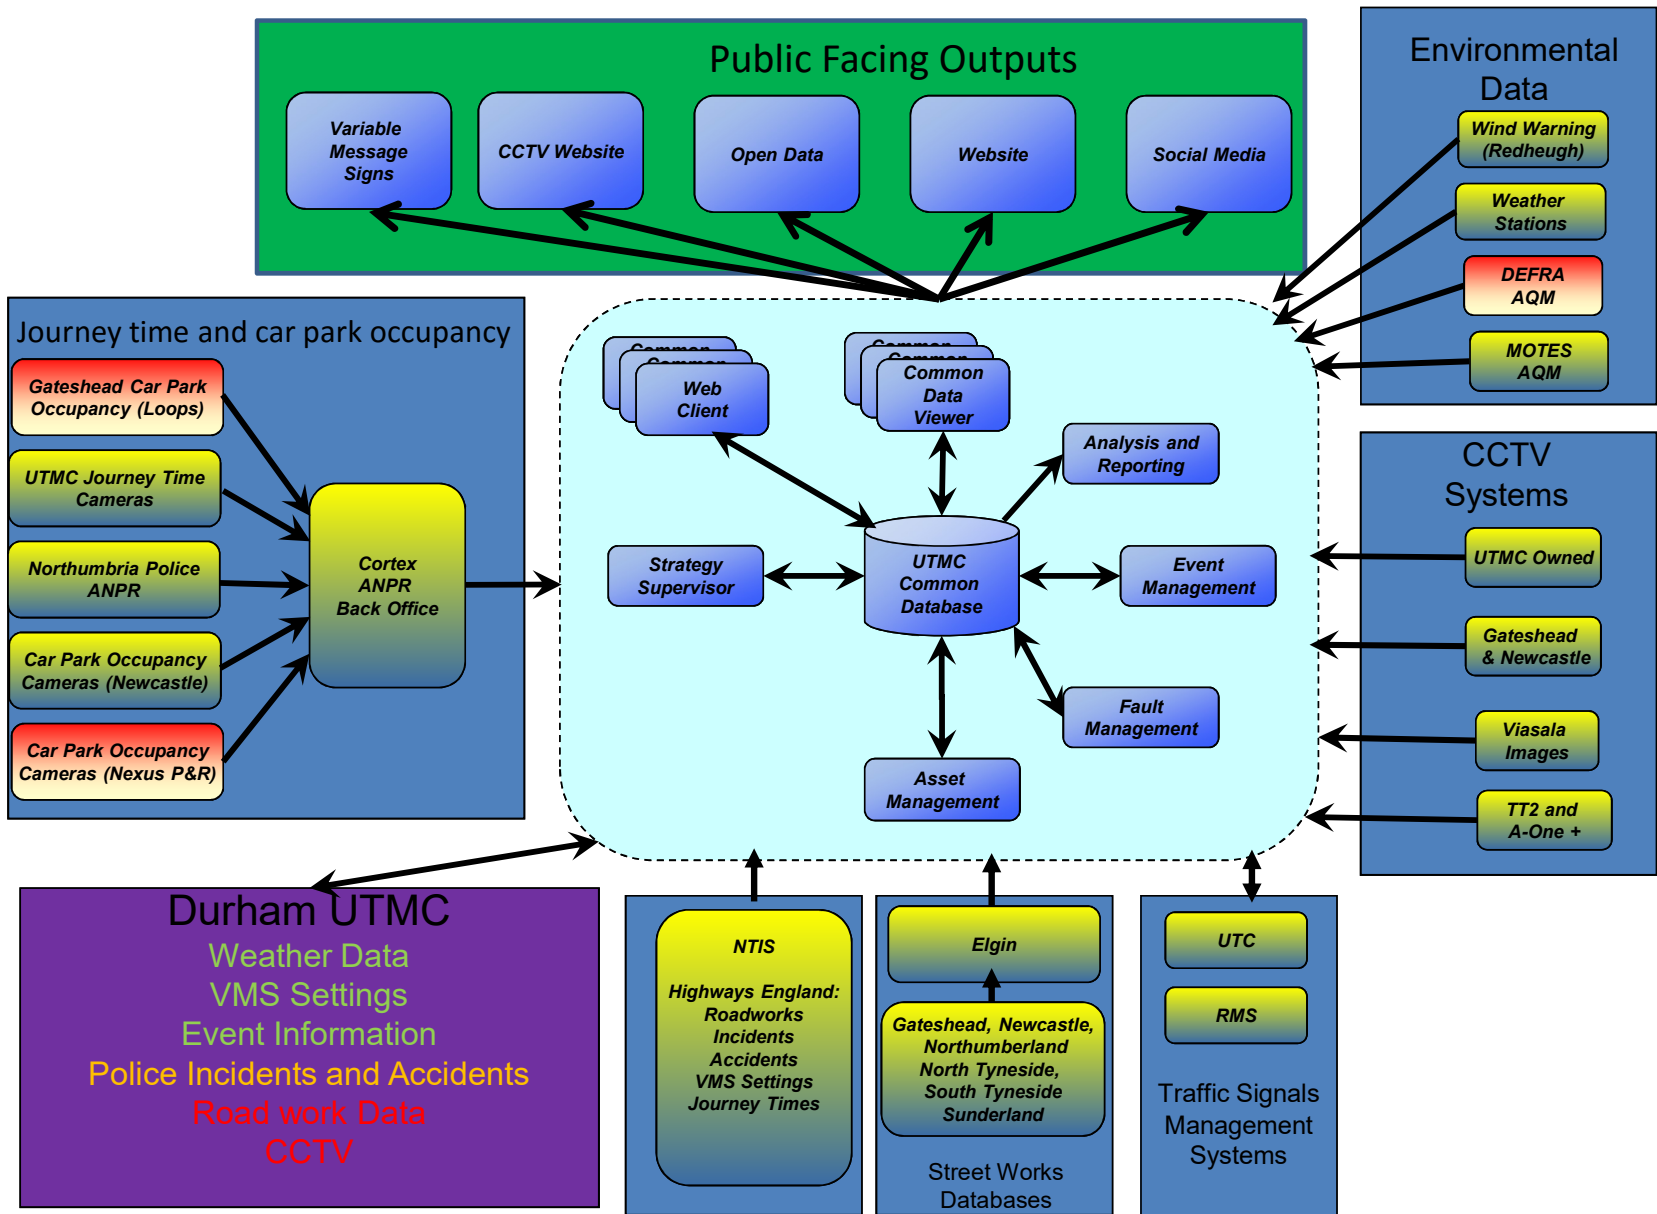 Public Facing Outputs
Variable
Message
Signs
CCTV Website
Open Data
Website
Social Media
Environmental
Data
Wind Warning
(Redheugh)
Weather
Stations
DEFRA
AQM
MOTES
AQM
Journey time and car park occupancy
Gateshead Car Park
Occupancy (Loops)
UTMC Journey Time
Cameras
Northumbria Police
ANPR
Car Park Occupancy
Cameras (Newcastle)
Car Park Occupancy
Cameras (Nexus P&R)
Cortex
ANPR
Back Office
Common
Common
Web
Client
Common
Common
Common
Data
Viewer
Analysis and
Reporting
Strategy
Supervisor
UTMC
Common
Database
Event
Management
Fault
Management
Asset
Management
CCTV
Systems
UTMC Owned
Gateshead
& Newcastle
Viasala
Images
TT2 and
A-One +
Durham UTMC
Weather Data
VMS Settings
Event Information
Police Incidents and Accidents
Road work Data
CCTV
NTIS
Highways England:
Roadworks
Incidents
Accidents
VMS Settings
Journey Times
Elgin
Gateshead, Newcastle,
Northumberland
North Tyneside,
South Tyneside
Sunderland
Street Works
Databases
UTC
RMS
Traffic Signals
Management
Systems